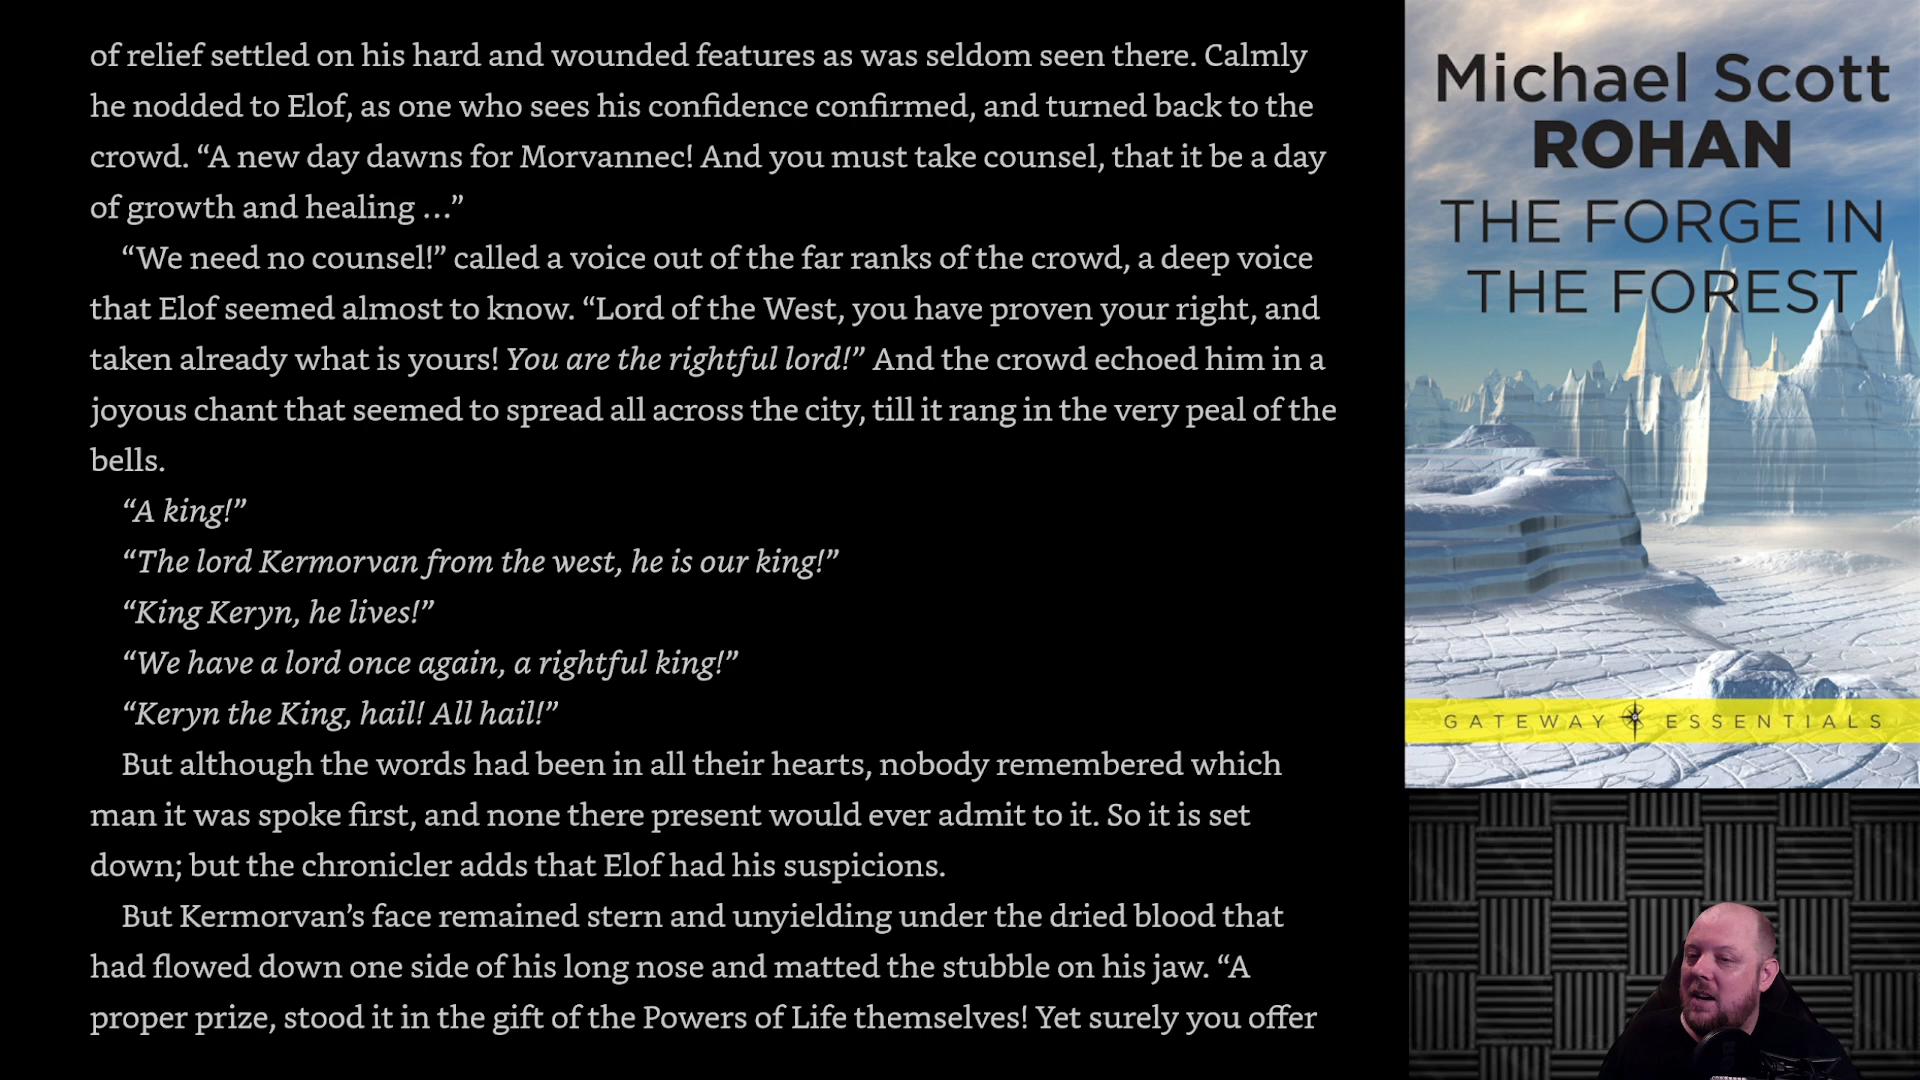 of relief settled on his hard and wounded features as was seldom seen there. Calmly
he nodded to Elof, as one who sees his confidence confirmed, and turned back to the
crowd. “A new day dawns for Morvannec! And you must take counsel, that it be a day
of growth and healing …”
“We need no counsel!” called a voice out of the far ranks of the crowd, a deep voice
that Elof seemed almost to know. “Lord of the West, you have proven your right, and
taken already what is yours! You are the rightful lord!” And the crowd echoed him in a
joyous chant that seemed to spread all across the city, till it rang in the very peal of the
bells.
“A king!”
“The lord Kermorvan from the west, he is our king!”
“King Keryn, he lives!”
“We have a lord once again, a rightful king!”
“Keryn the King, hail! All hail!”
But although the words had been in all their hearts, nobody remembered which
man it was spoke first, and none there present would ever admit to it. So it is set
down; but the chronicler adds that Elof had his suspicions.
But Kermorvan’s face remained stern and unyielding under the dried blood that
had flowed down one side of his long nose and matted the stubble on his jaw. “A
proper prize, stood it in the gift of the Powers of Life themselves! Yet surely you offer
Michael Scott
ROHAN
THE FORGE IN
THE FOREST
GATEWAY ESSENTIALS